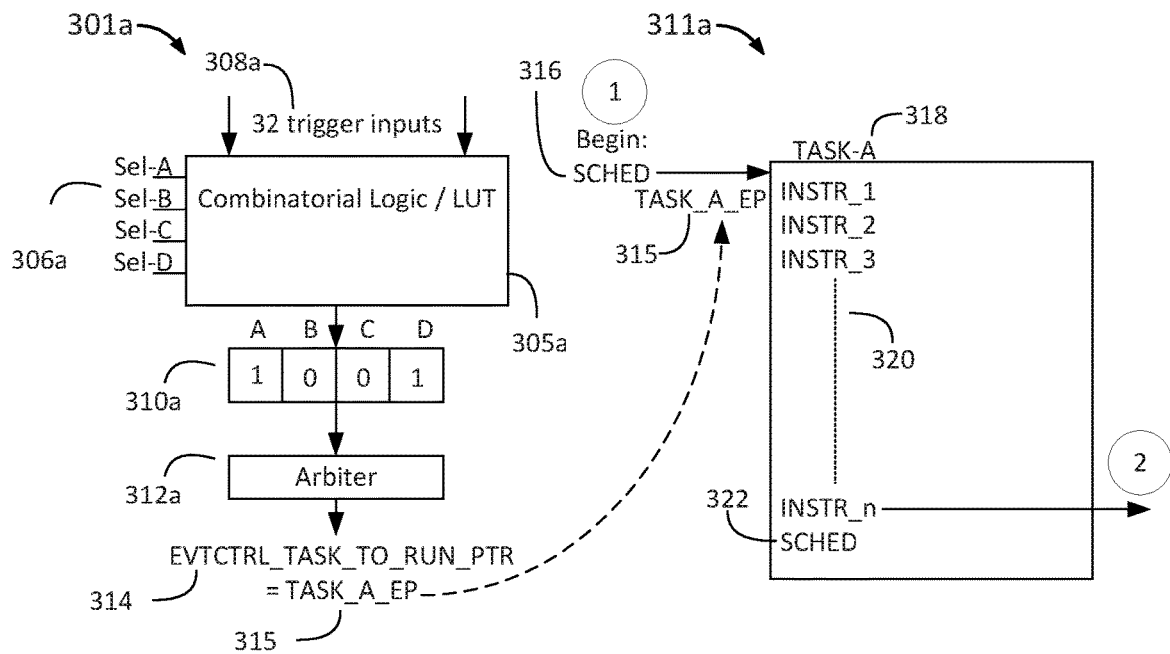 301a
308a
32 trigger inputs
Sel-A
Sel-B
Sel-C
Sel-D
306a
Combinatorial Logic / LUT
305a
A B C D
1 0 0 1
310a
Arbiter
312a
EVTCTRL_TASK_TO_RUN_PTR
= TASK_A_EP
314
315
311a
316
1
Begin:
SCHED
TASK_A_EP
315
318
TASK-A
INSTR_1
INSTR_2
INSTR_3
320
2
322
INSTR_n
SCHED